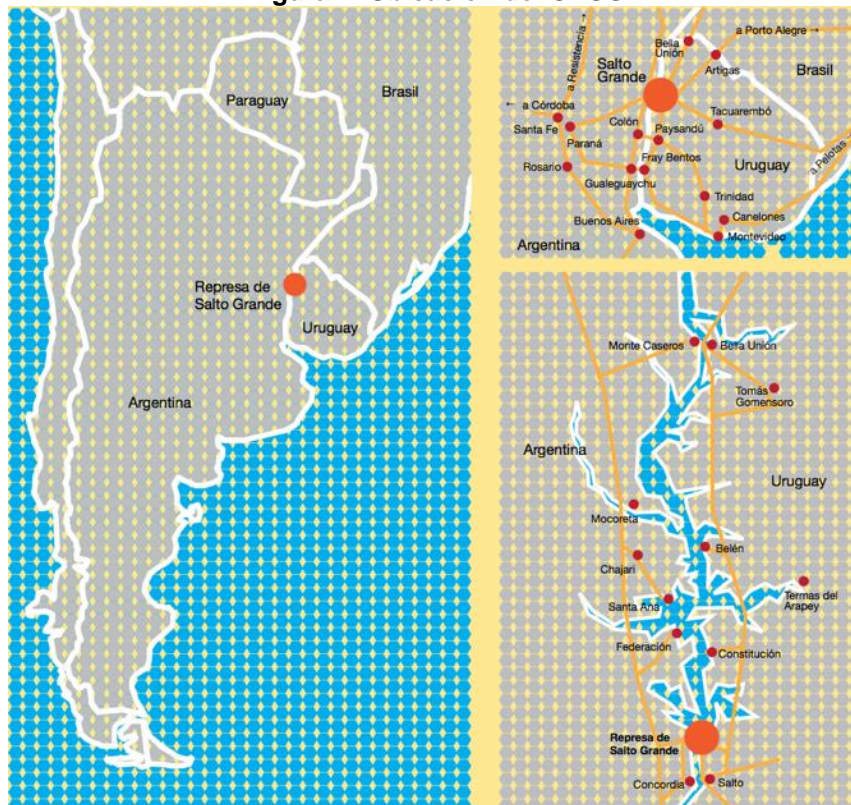 Paraguay
Brasil
Represa de
Salto Grande
Uruguay
Argentina
a Resistencia →
Bella
Unión
a Porto Alegre →
Salto
Grande
Artigas
Brasil
← a Córdoba
Santa Fe
Colón
Paysandú
Tacuarembó
Paraná
Fray Bentos
Uruguay
a Pelotas →
Rosario
Gualeguaychu
Trinidad
Buenos Aires
Canelones
Montevideo
Argentina
Monte Caseros
Bella Unión
Tomás
Gomensoro
Argentina
Uruguay
Mocoreta
Belén
Chajari
Santa Ana
Termas del
Arapey
Federación
Constitución
Represa de
Salto Grande
Concordia
Salto